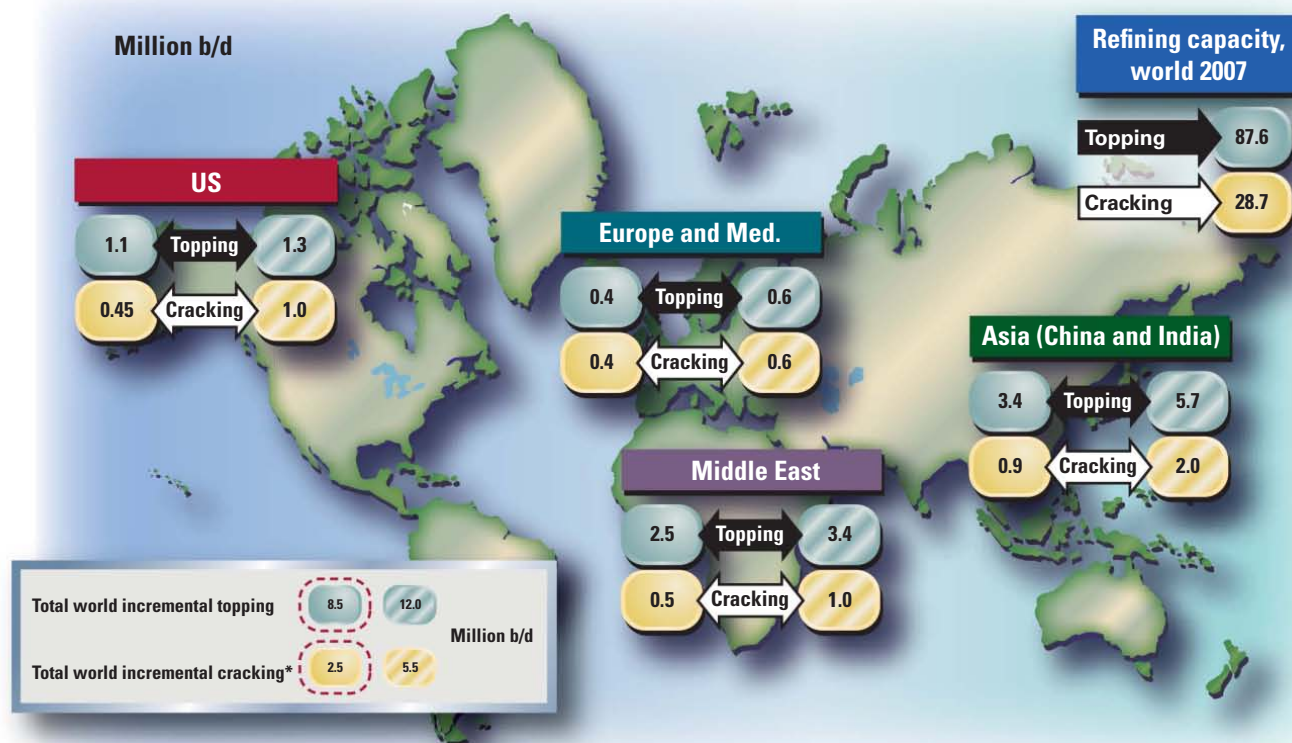 Million b/d
Refining capacity,
world 2007
Topping 87.6
Cracking 28.7
US
1.1 Topping 1.3
0.45 Cracking 1.0
Europe and Med.
0.4 Topping 0.6
0.4 Cracking 0.6
Asia (China and India)
3.4 Topping 5.7
0.9 Cracking 2.0
Middle East
2.5 Topping 3.4
0.5 Cracking 1.0
Total world incremental topping 8.5 12.0
Million b/d
Total world incremental cracking* 2.5 5.5